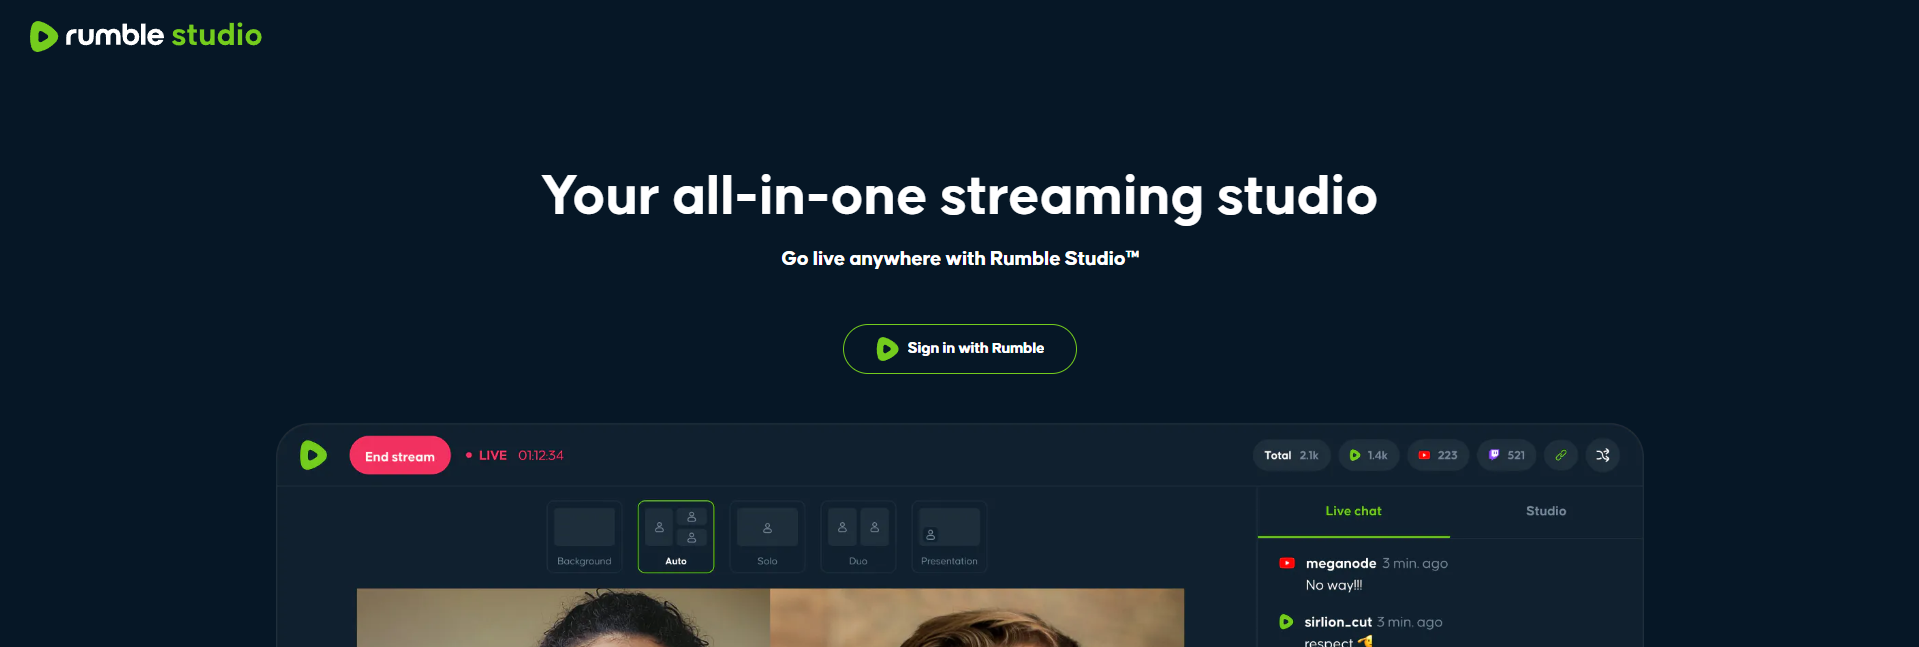 rumble studio
Your all-in-one streaming studio
Go live anywhere with Rumble Studio™
Sign in with Rumble
End stream
LIVE 01:12:34
Total 2.1k
1.4k
223
521
Background
Auto
Solo
Duo
Presentation
Live chat
Studio
meganode 3 min. ago
No way!!!
sirlion_cut 3 min. ago
respect